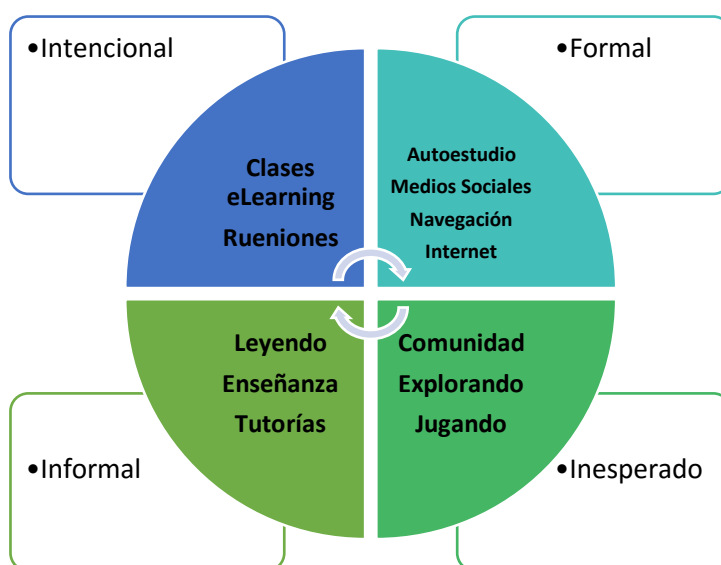 •Intencional
•Formal
Clases
eLearning
Rueniones
Autoestudio
Medios Sociales
Navegación
Internet
Leyendo
Enseñanza
Tutorías
Comunidad
Explorando
Jugando
•Informal
•Inesperado